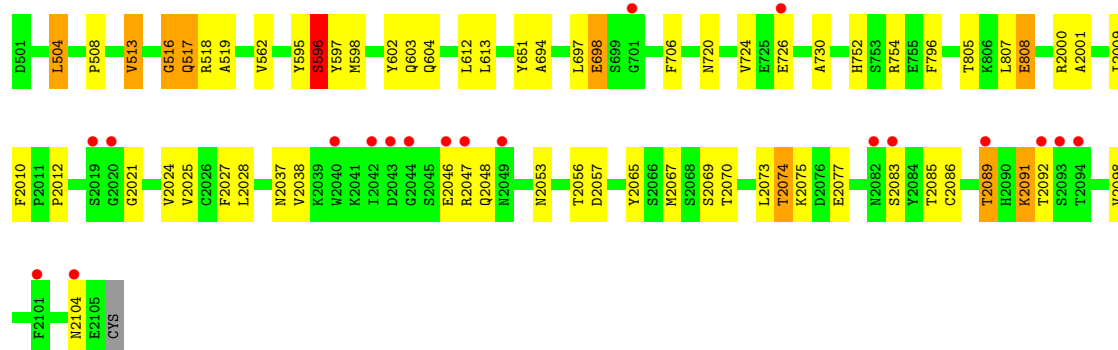 D501 L504 P508 V513 G516 Q517 R518 A519 V562 Y595 S596 Y597 M598 Y602 Q603 Q604 L612 L613 Y651 A694 L697 E698 S699 G701 F706 N720 V724 E725 E726 A730 H752 S753 R754 E755 F796 T805 K806 L807 E808 R2000 A2001
F2010 P2011 P2012 S2019 G2020 G2021 V2024 V2025 C2026 F2027 L2028 N2037 V2038 K2039 W2040 K2041 I2042 D2043 G2044 S2045 E2046 R2047 Q2048 N2049 N2053 T2056 D2057 Y2065 S2066 M2067 S2068 S2069 T2070 L2073 T2074 K2075 D2076 E2077 N2082 S2083 Y2084 T2085 C2086 T2089 H2090 K2091 T2092 S2093 T2094
F2101 N2104 E2105 CYS